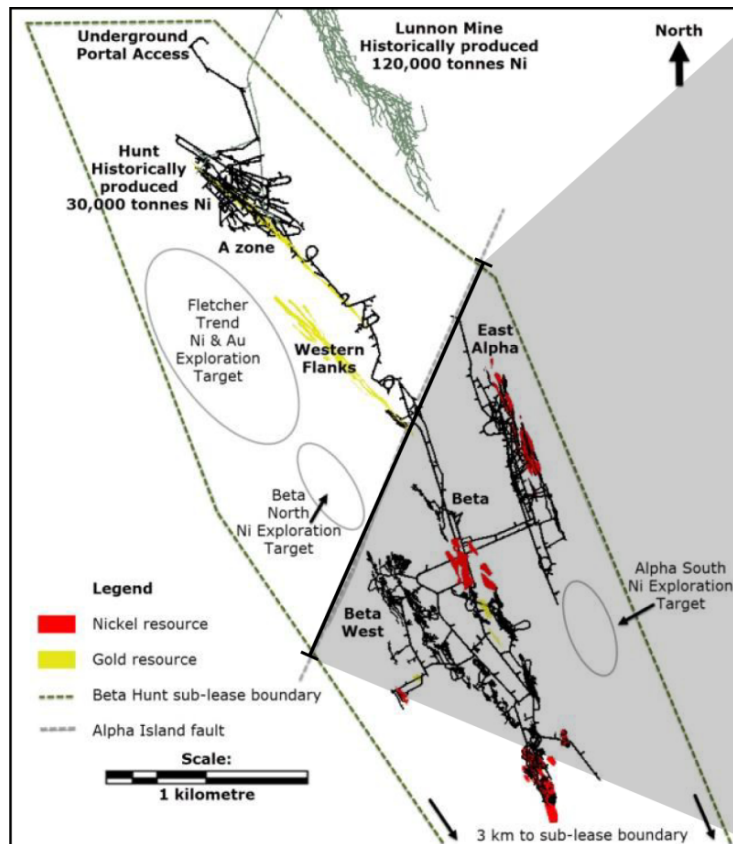 Underground
Portal Access
Lunnon Mine
Historically produced
120,000 tonnes Ni
North
Hunt
Historically
produced
30,000 tonnes Ni
A zone
Fletcher
Trend
Ni & Au
Exploration
Target
Western
Flanks
East
Alpha
Beta
North
Ni Exploration
Target
Beta
Beta
West
Alpha South
Ni Exploration
Target
Legend
Nickel resource
Gold resource
Beta Hunt sub-lease boundary
Alpha Island fault
Scale:
1 kilometre
3 km to sub-lease boundary